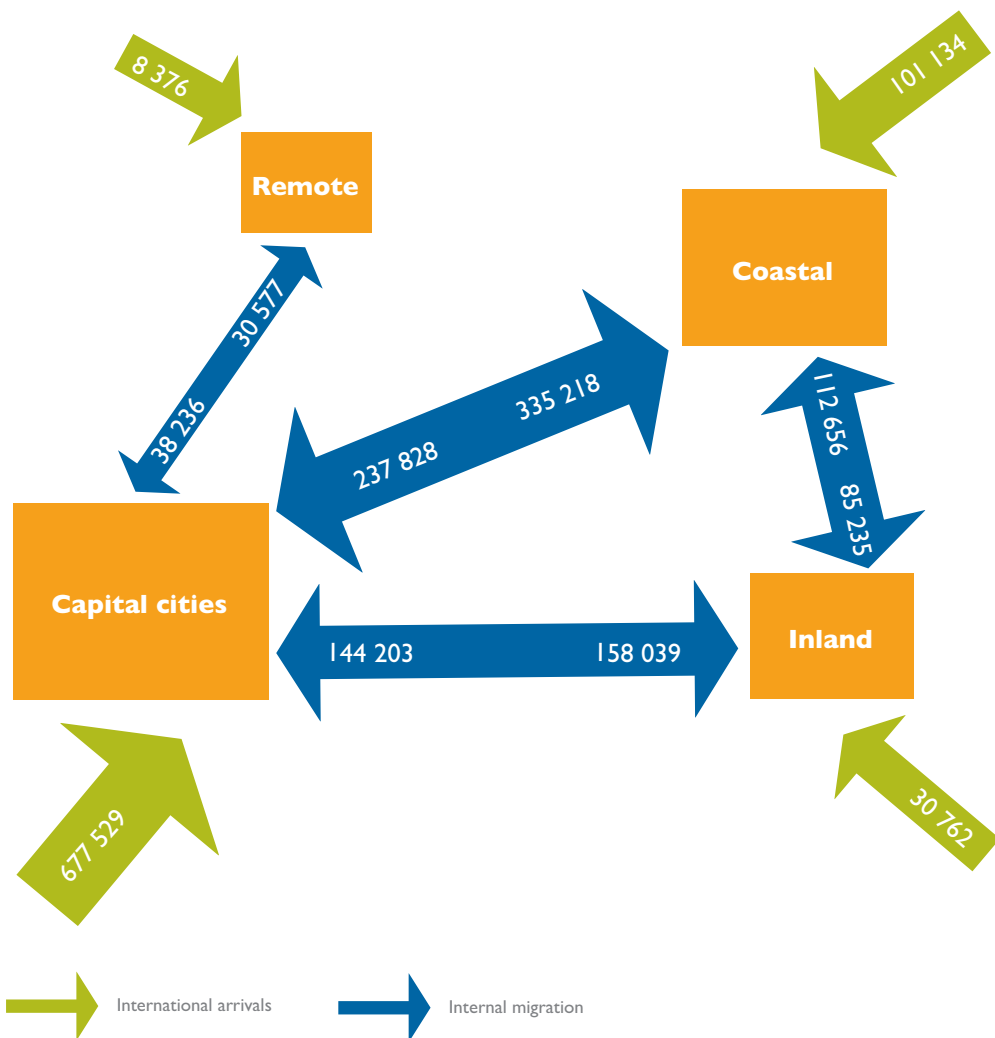 8 376
101 134
Remote
Coastal
30 577
38 236
335 218
237 828
112 656
85 235
Capital cities
Inland
144 203
158 039
677 529
30 762
International arrivals
Internal migration